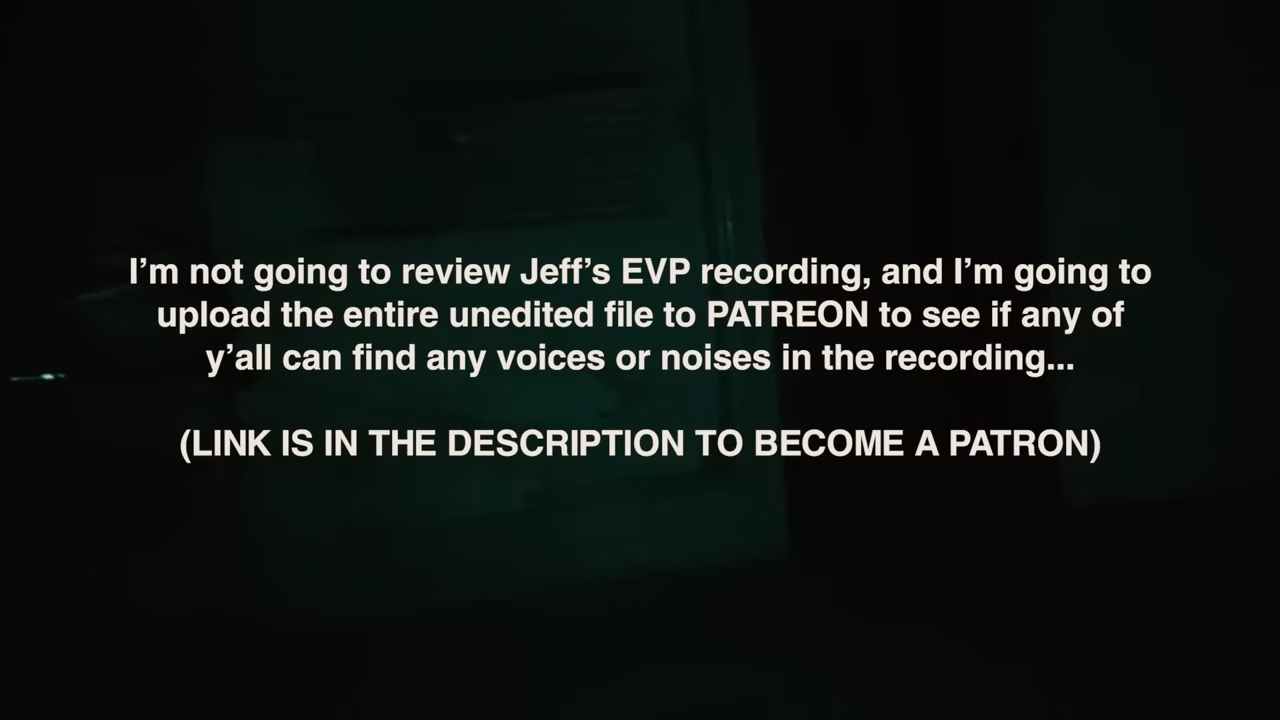 I’m not going to review Jeff’s EVP recording, and I’m going to
upload the entire unedited file to PATREON to see if any of
y’all can find any voices or noises in the recording...
(LINK IS IN THE DESCRIPTION TO BECOME A PATRON)